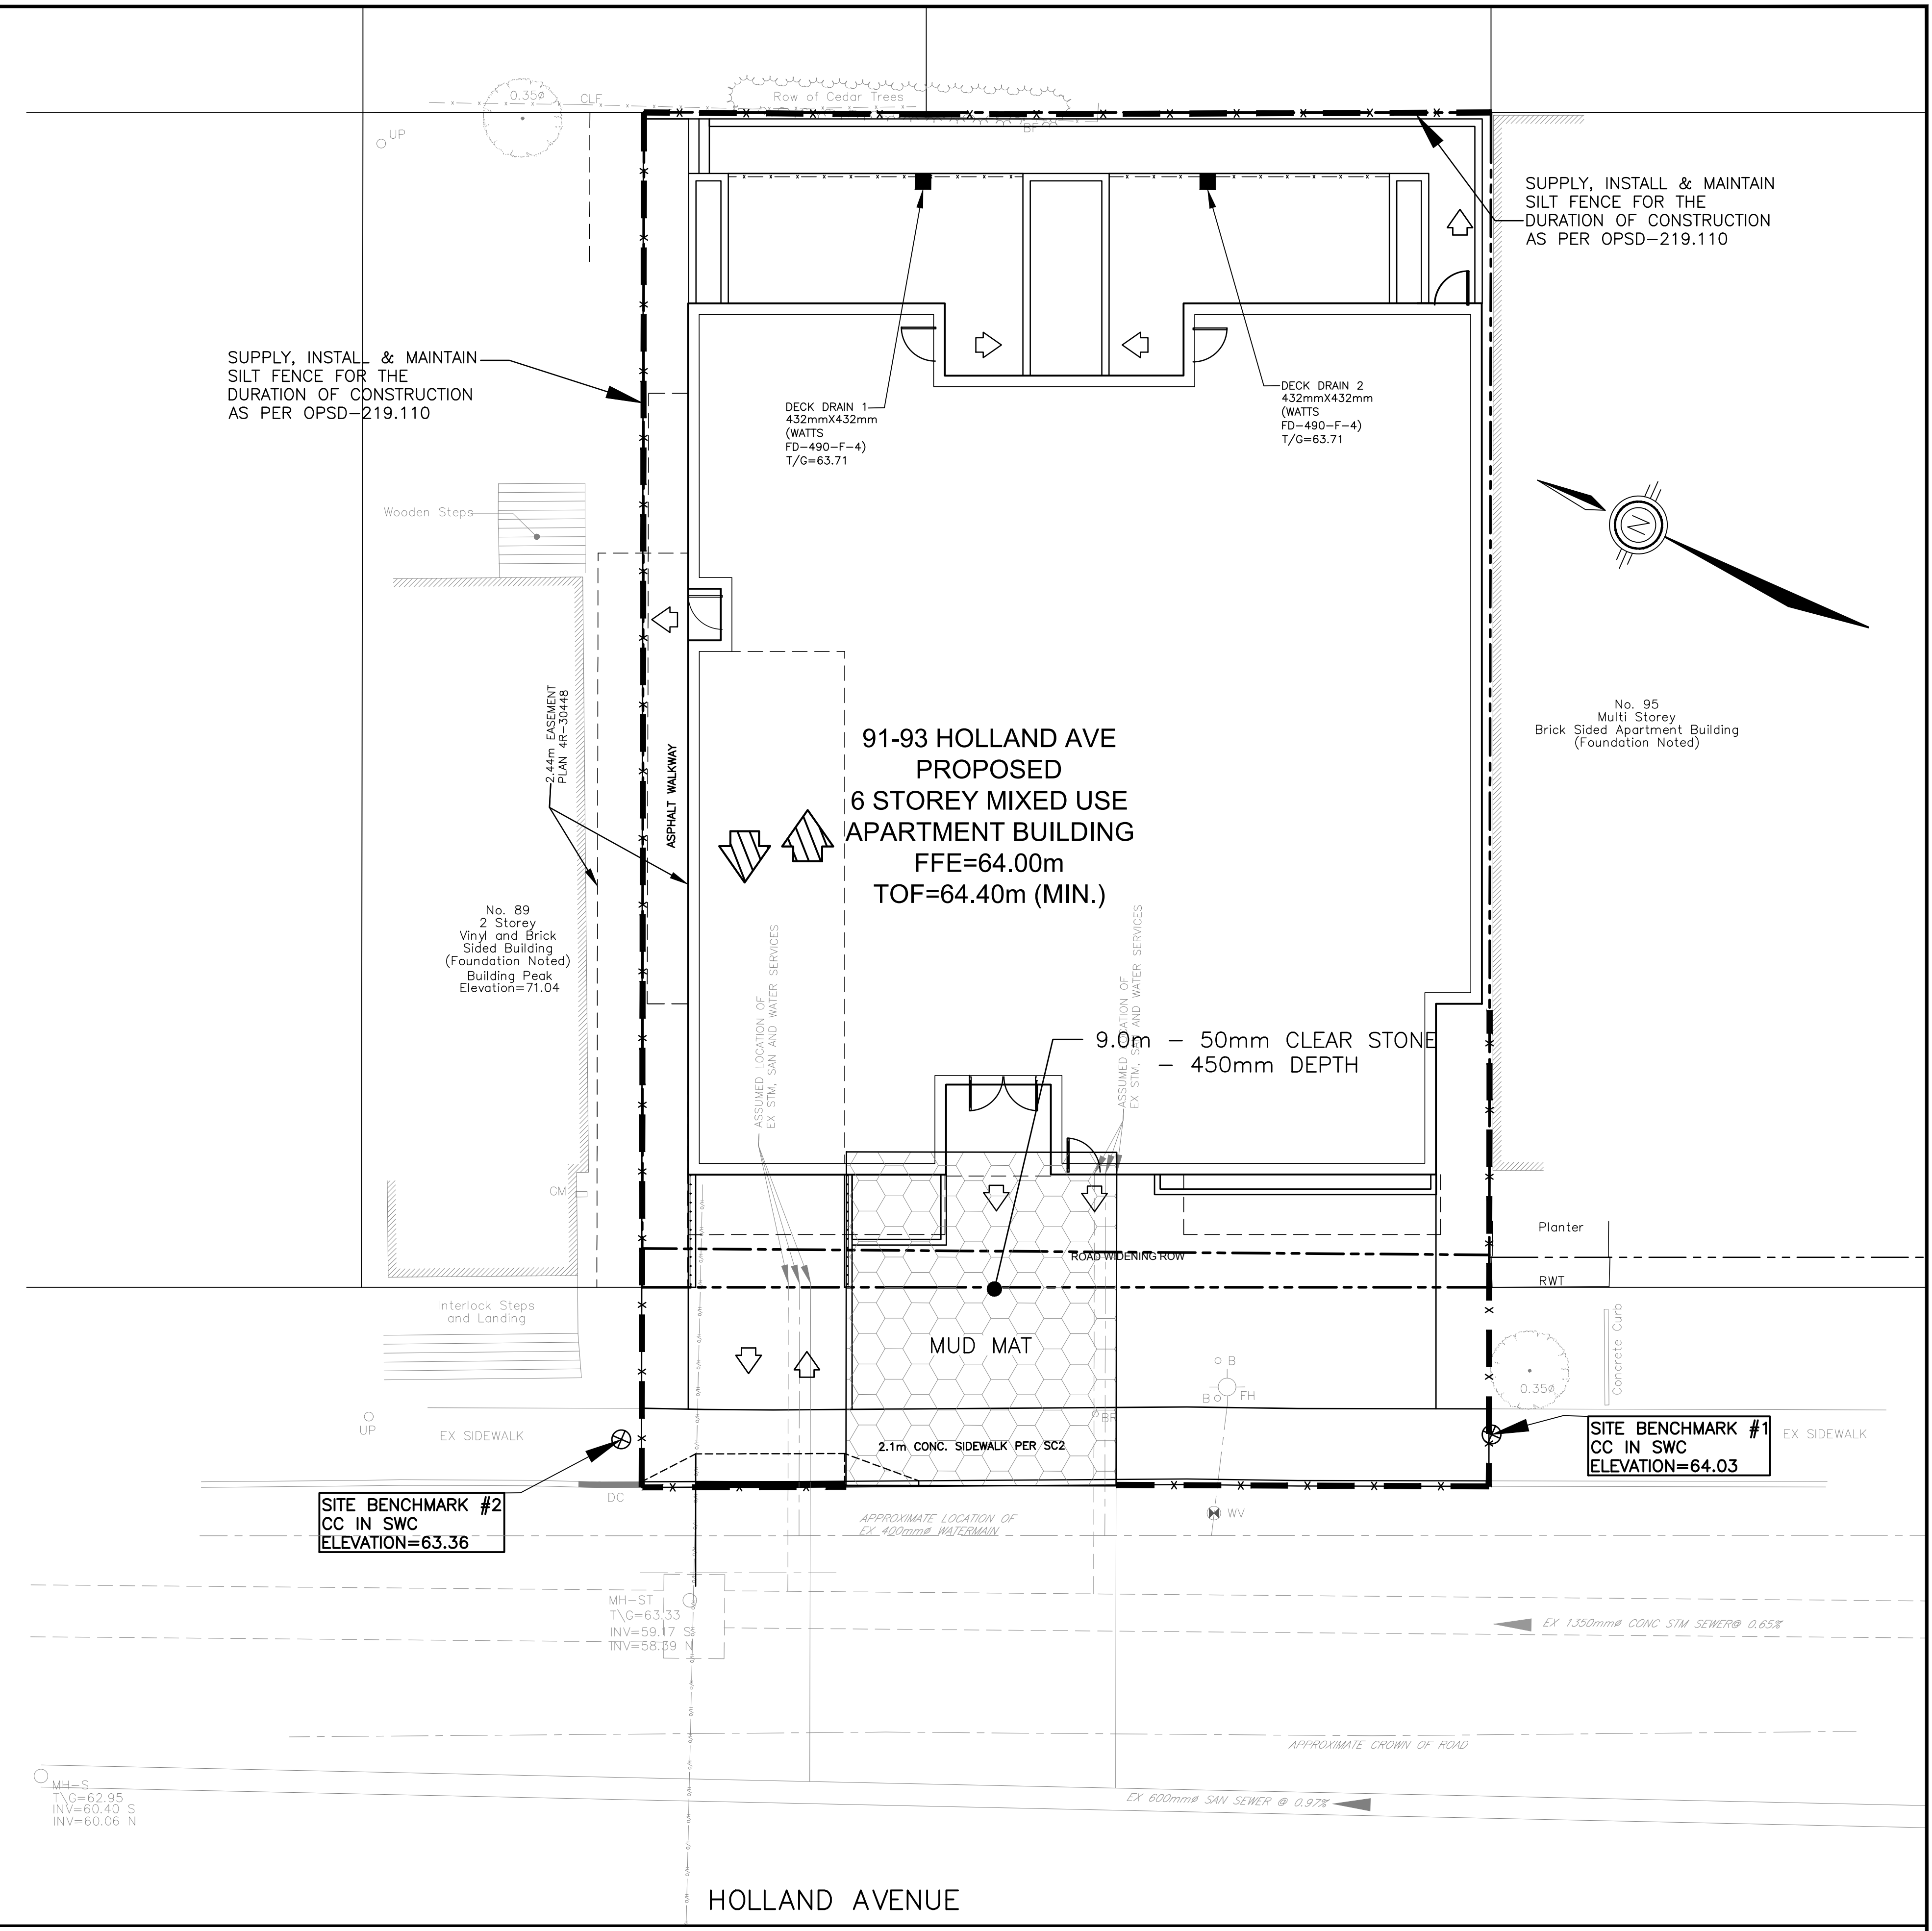 0.35ø
CLF
Row of Cedar Trees
BF
UP
SUPPLY, INSTALL & MAINTAIN
SILT FENCE FOR THE
DURATION OF CONSTRUCTION
AS PER OPSD-219.110
SUPPLY, INSTALL & MAINTAIN
SILT FENCE FOR THE
DURATION OF CONSTRUCTION
AS PER OPSD-219.110
DECK DRAIN 1
432mmX432mm
(WATTS
FD-490-F-4)
T/G=63.71
DECK DRAIN 2
432mmX432mm
(WATTS
FD-490-F-4)
T/G=63.71
Wooden Steps
N
2.44m EASEMENT
PLAN 4R-30448
ASPHALT WALKWAY
91-93 HOLLAND AVE
PROPOSED
6 STOREY MIXED USE
APARTMENT BUILDING
FFE=64.00m
TOF=64.40m (MIN.)
No. 95
Multi Storey
Brick Sided Apartment Building
(Foundation Noted)
No. 89
2 Storey
Vinyl and Brick
Sided Building
(Foundation Noted)
Building Peak
Elevation=71.04
ASSUMED LOCATION OF
EX STM, SAN AND WATER SERVICES
ASSUMED LOCATION OF
EX STM, SAN AND WATER SERVICES
9.0m - 50mm CLEAR STONE
- 450mm DEPTH
GM
Planter
ROAD WIDENING ROW
RWT
Interlock Steps
and Landing
MUD MAT
B
B
FH
BR
0.35ø
Concrete Curb
UP
EX SIDEWALK
2.1m CONC. SIDEWALK PER SC2
SITE BENCHMARK #1
CC IN SWC
ELEVATION=64.03
EX SIDEWALK
SITE BENCHMARK #2
CC IN SWC
ELEVATION=63.36
DC
APPROXIMATE LOCATION OF
EX 400mmø WATERMAIN
WV
MH-ST
T\G=63.33
INV=59.17 S
INV=58.39 N
EX 1350mmø CONC STM SEWER@ 0.65%
APPROXIMATE CROWN OF ROAD
MH-S
T\G=62.95
INV=60.40 S
INV=60.06 N
EX 600mmø SAN SEWER @ 0.97%
HOLLAND AVENUE